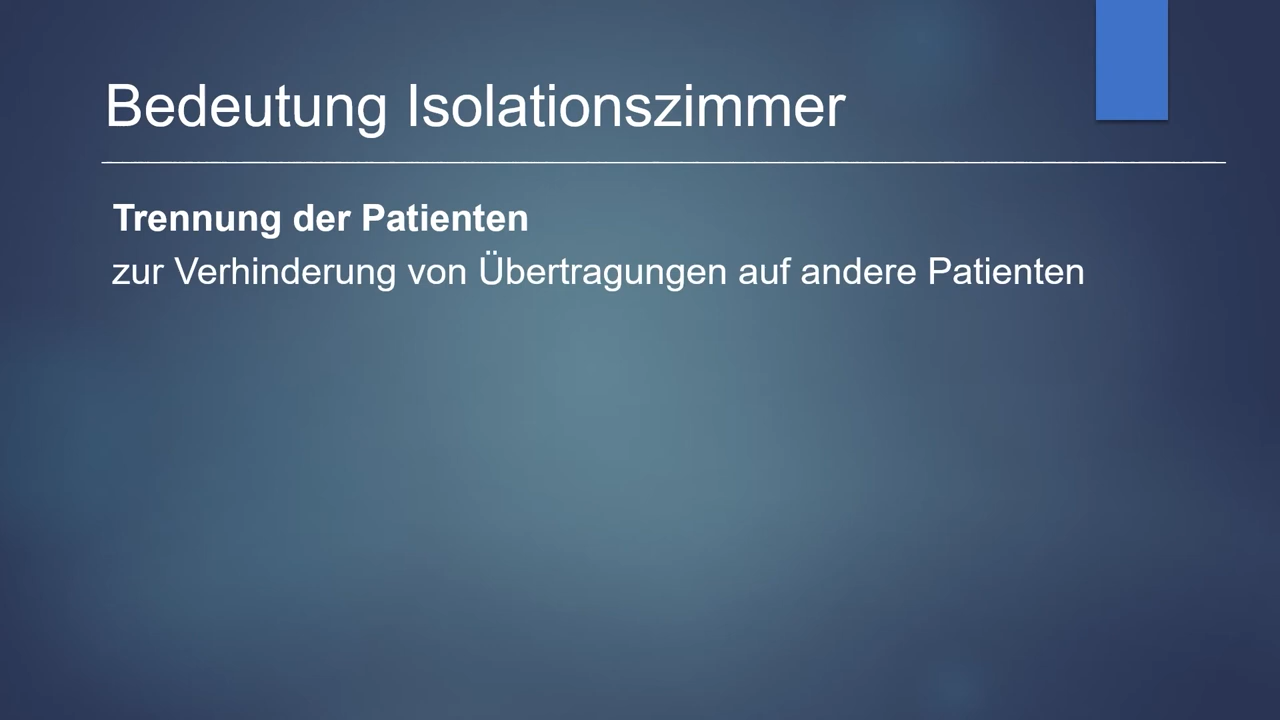 Bedeutung Isolationszimmer
Trennung der Patienten
zur Verhinderung von Übertragungen auf andere Patienten